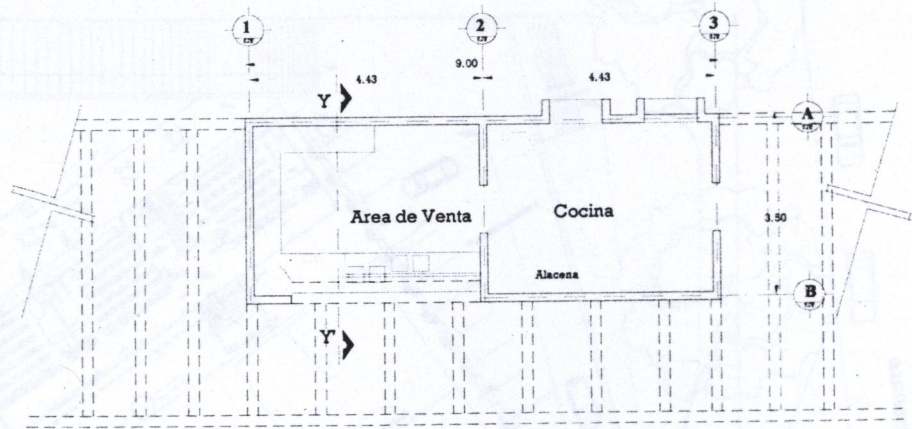 1
2
3
9.00
4.43
4.43
Y
A
Area de Venta
Cocina
3.50
Alacena
B
Y'